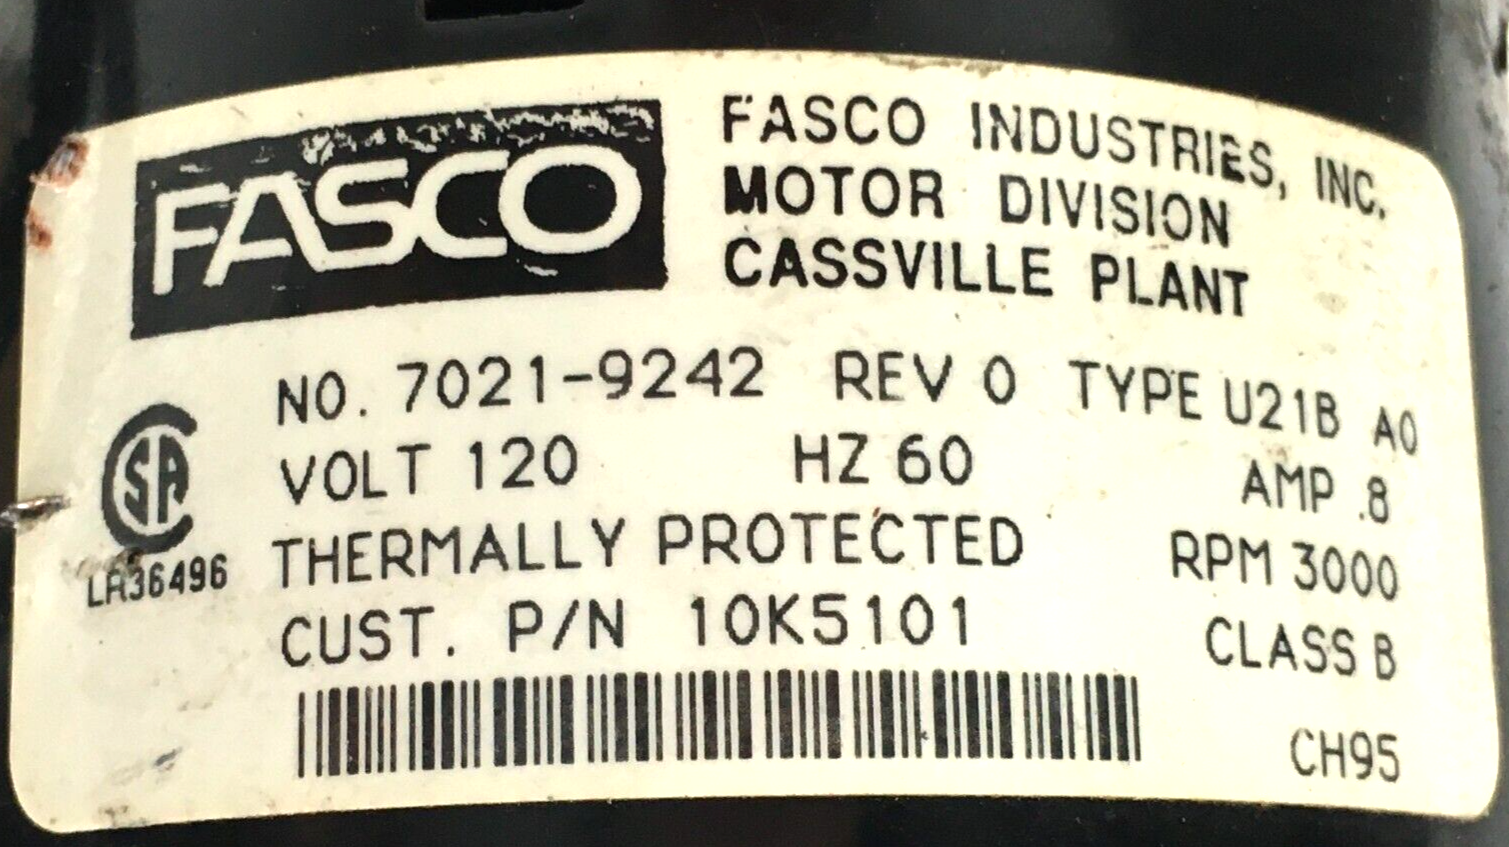 FASCO
FASCO INDUSTRIES, INC.
MOTOR DIVISION
CASSVILLE PLANT
NO. 7021-9242 REV 0 TYPE U21B A0
VOLT 120 HZ 60 AMP .8
THERMALLY PROTECTED RPM 3000
CUST. P/N 10K5101 CLASS B
SA
LR36496
CH95